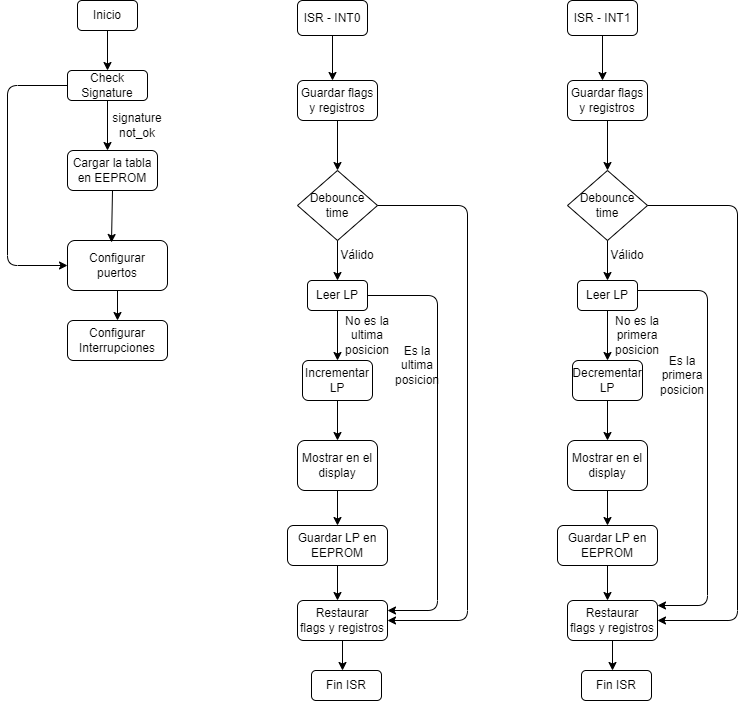 Inicio
Check
Signature
signature
not_ok
Cargar la tabla
en EEPROM
Configurar
puertos
Configurar
Interrupciones
ISR - INT0
Guardar flags
y registros
Debounce
time
Válido
Leer LP
No es la
ultima
posicion
Es la
ultima
posicion
Incrementar
LP
Mostrar en el
display
Guardar LP en
EEPROM
Restaurar
flags y registros
Fin ISR
ISR - INT1
Guardar flags
y registros
Debounce
time
Válido
Leer LP
No es la
primera
posicion
Es la
primera
posicion
Decrementar
LP
Mostrar en el
display
Guardar LP en
EEPROM
Restaurar
flags y registros
Fin ISR